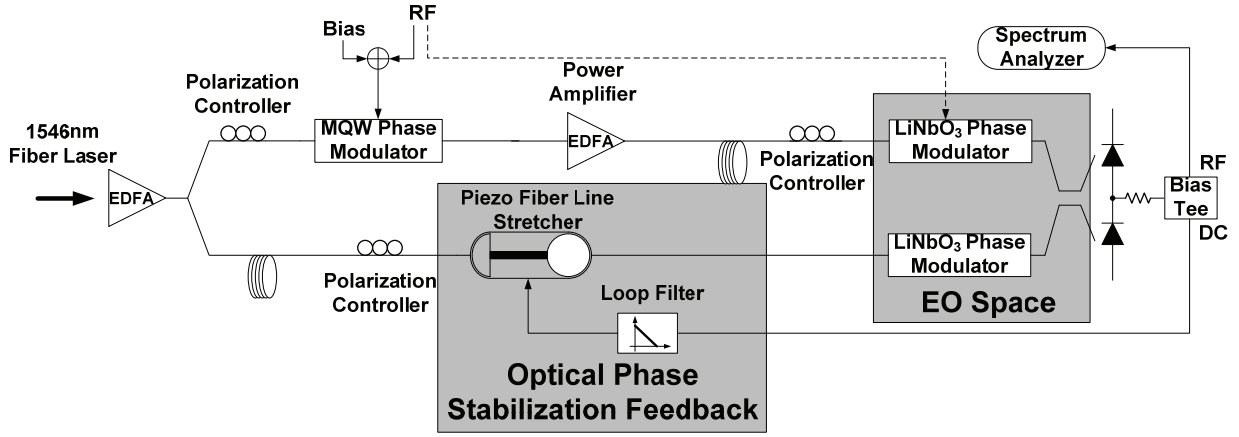 Bias
RF
Polarization
Controller
Power
Amplifier
Spectrum
Analyzer
1546nm
Fiber Laser
EDFA
MQW Phase
Modulator
EDFA
Polarization
Controller
LiNbO3 Phase
Modulator
RF
Bias
Tee
DC
Piezo Fiber Line
Stretcher
Polarization
Controller
LiNbO3 Phase
Modulator
Loop Filter
EO Space
Optical Phase
Stabilization Feedback